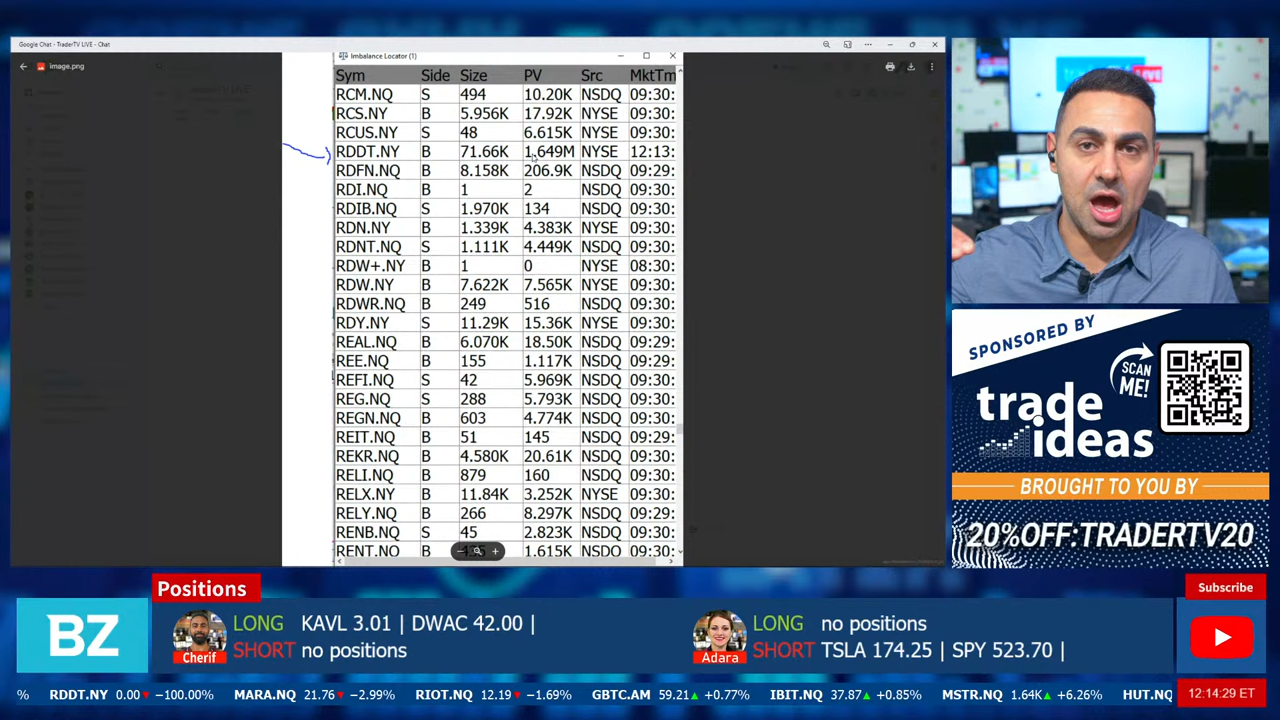 Google Chat - TraderTV LIVE - Chat
image.png
Imbalance Locator (1)
Sym Side Size PV Src MktTm
RCM.NQ S 494 10.20K NSDQ 09:30:
RCS.NY B 5.956K 17.92K NYSE 09:30:
RCUS.NY S 48 6.615K NYSE 09:30:
RDDT.NY B 71.66K 1.649M NYSE 12:13:
RDFN.NQ B 8.158K 206.9K NSDQ 09:29:
RDI.NQ B 1 2 NSDQ 09:30:
RDIB.NQ S 1.970K 134 NSDQ 09:30:
RDN.NY B 1.339K 4.383K NYSE 09:30:
RDNT.NQ S 1.111K 4.449K NSDQ 09:30:
RDW+.NY B 1 0 NYSE 08:30:
RDW.NY B 7.622K 7.565K NYSE 09:30:
RDWR.NQ B 249 516 NSDQ 09:30:
RDY.NY S 11.29K 15.36K NYSE 09:30:
REAL.NQ B 6.070K 18.50K NSDQ 09:29:
REE.NQ B 155 1.117K NSDQ 09:30:
REFI.NQ S 42 5.969K NSDQ 09:30:
REG.NQ S 288 5.793K NSDQ 09:30:
REGN.NQ B 603 4.774K NSDQ 09:30:
REIT.NQ B 51 145 NSDQ 09:29:
REKR.NQ B 4.580K 20.61K NSDQ 09:30:
RELI.NQ B 879 160 NSDQ 09:30:
RELX.NY B 11.84K 3.252K NYSE 09:30:
RELY.NQ B 266 8.297K NSDQ 09:29:
RENB.NQ S 45 2.823K NSDQ 09:30:
RENT.NQ B 1.615K NSDQ 09:30:
SPONSORED BY
SCAN ME!
trade
ideas
BROUGHT TO YOU BY
20%OFF:TRADERTV20
Positions
Subscribe
BZ
Cherif
LONG KAVL 3.01 | DWAC 42.00 |
SHORT no positions
Adara
LONG no positions
SHORT TSLA 174.25 | SPY 523.70 |
% RDDT.NY 0.00 −100.00% MARA.NQ 21.76 −2.99% RIOT.NQ 12.19 −1.69% GBTC.AM 59.21 +0.77% IBIT.NQ 37.87 +0.85% MSTR.NQ 1.64K +6.26% HUT.NQ
12:14:29 ET